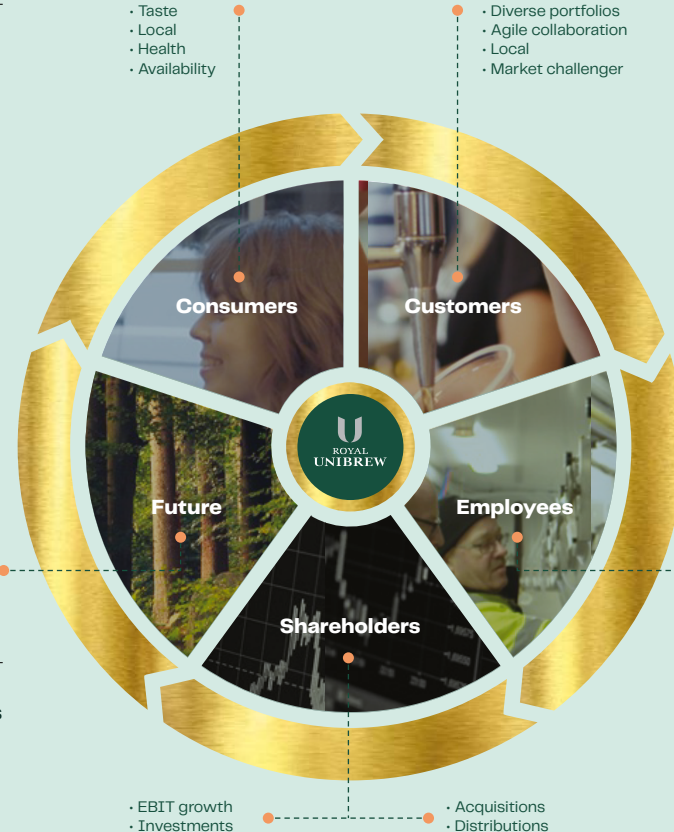 • Taste
• Local
• Health
• Availability
• Diverse portfolios
• Agile collaboration
• Local
• Market challenger
Consumers
Customers
ROYAL
UNIBREW
Future
Employees
Shareholders
s
• EBIT growth
• Investments
• Acquisitions
• Distributions